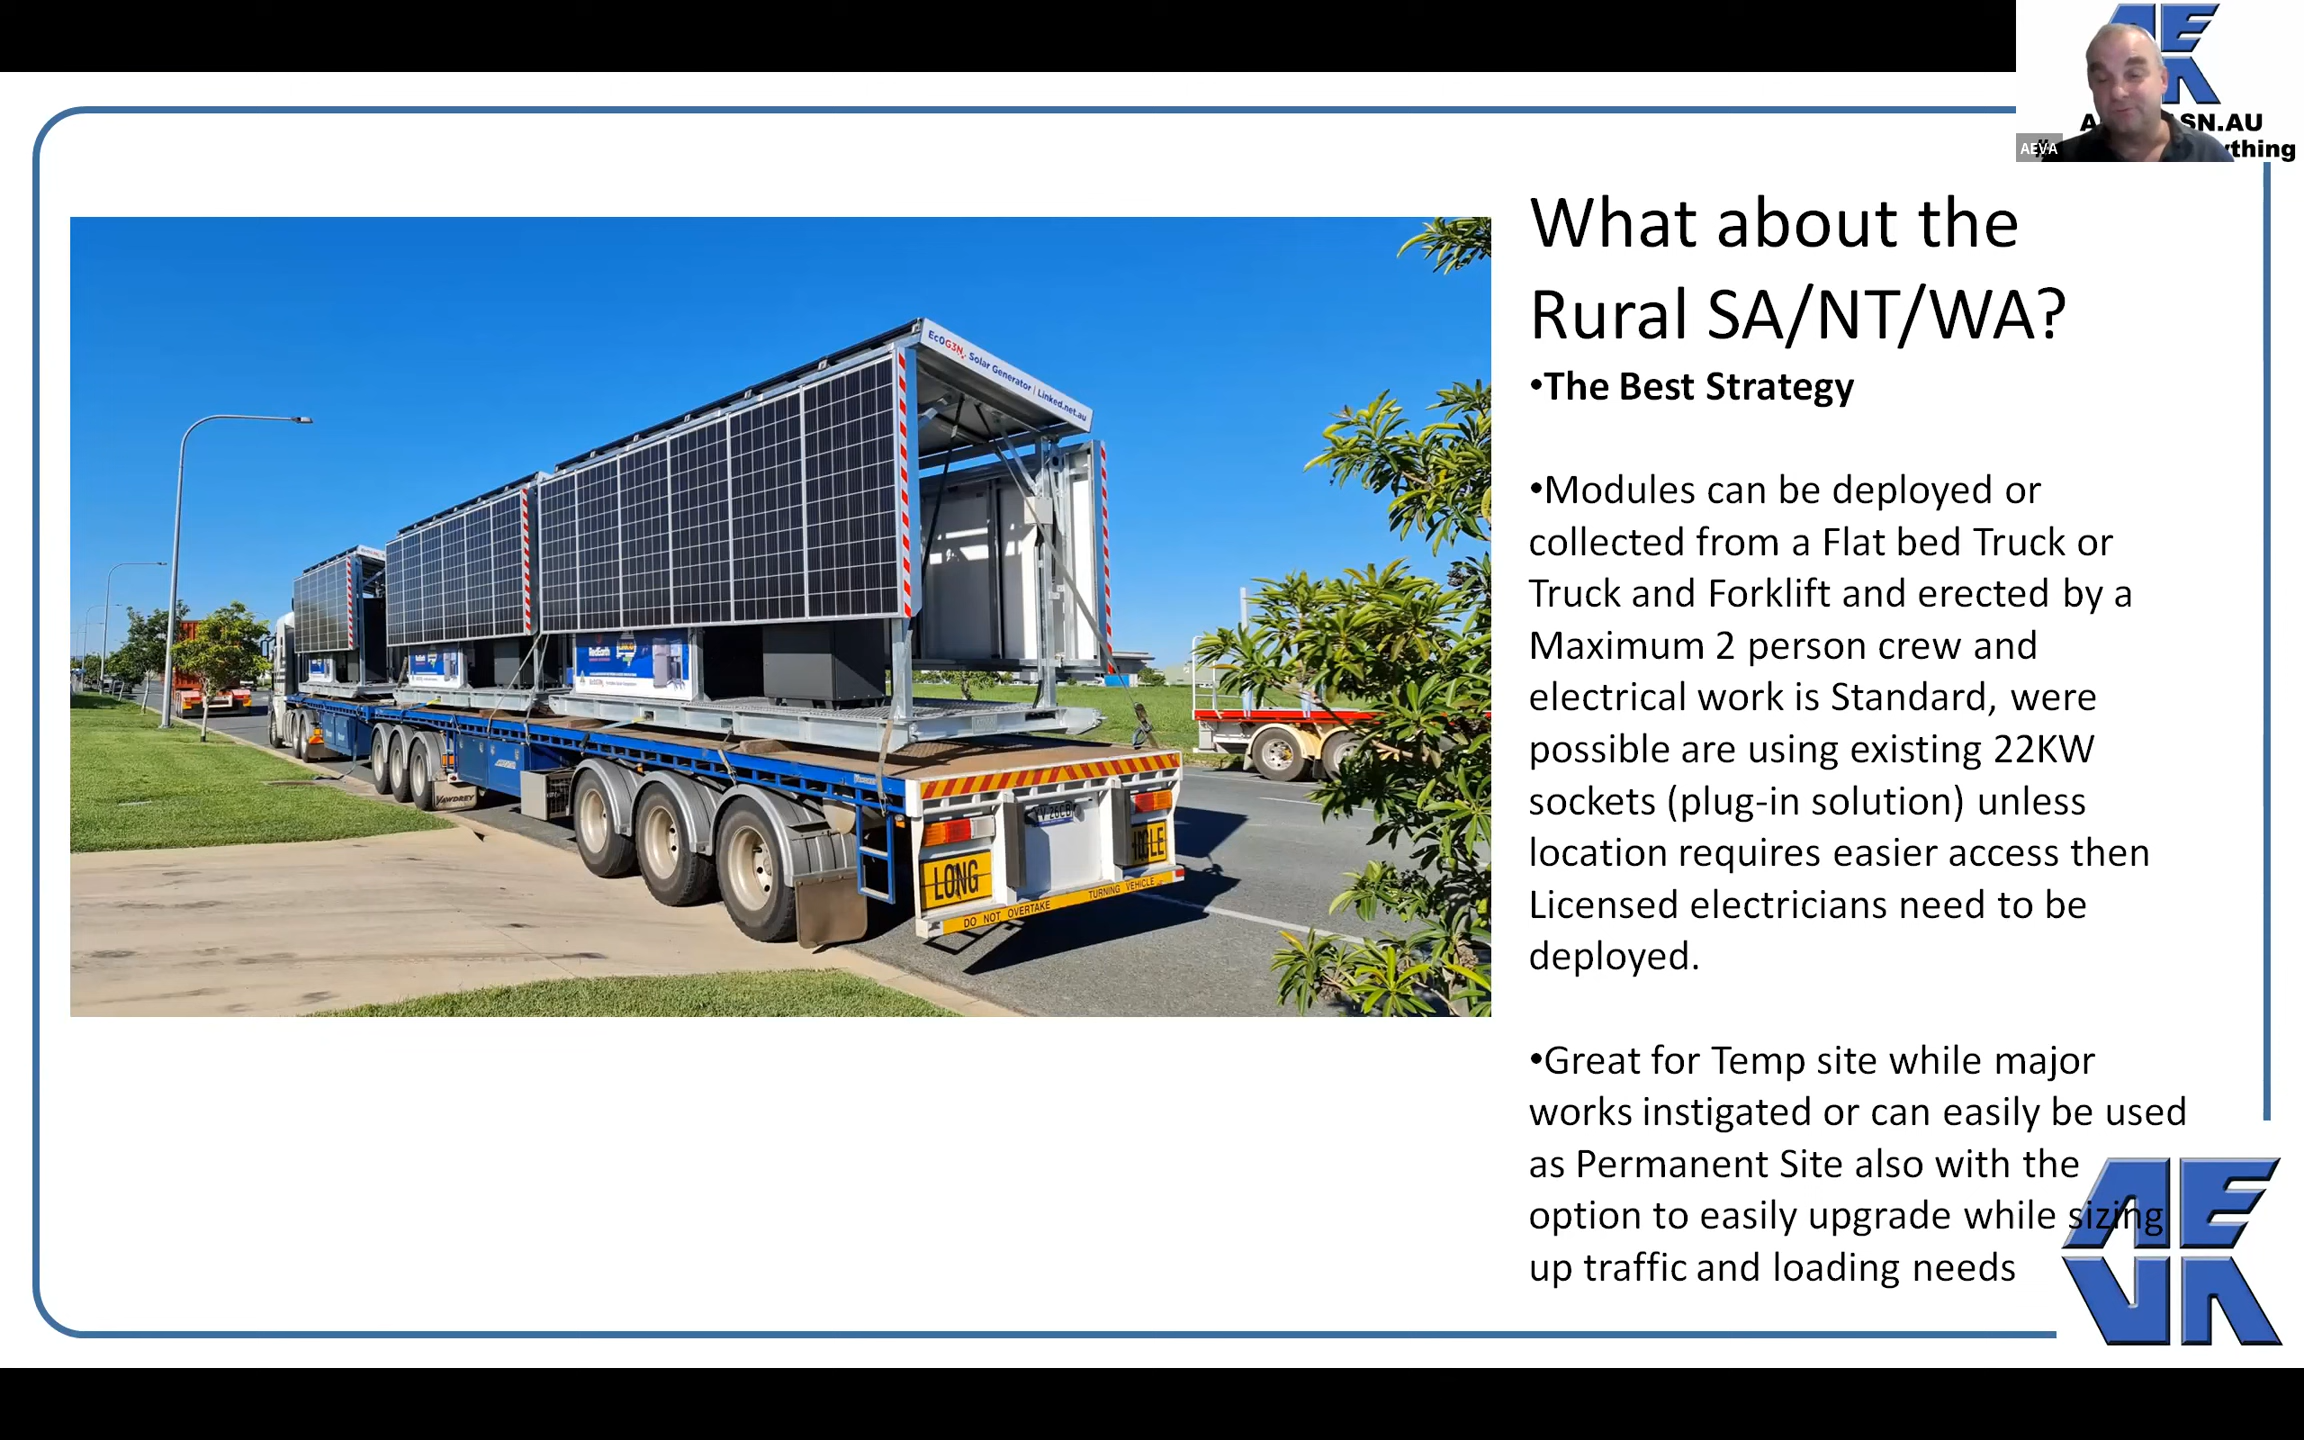 SN.AU
AEVA
ything
What about the
Rural SA/NT/WA?
•The Best Strategy
•Modules can be deployed or
collected from a Flat bed Truck or
Truck and Forklift and erected by a
Maximum 2 person crew and
electrical work is Standard, were
possible are using existing 22KW
sockets (plug-in solution) unless
location requires easier access then
Licensed electricians need to be
deployed.
•Great for Temp site while major
works instigated or can easily be used
as Permanent Site also with the
option to easily upgrade while sizing
up traffic and loading needs
EcOG3N Solar Generator | Linked.net.au
RedEarth
VAWDREY
LONG
DO NOT OVERTAKE
TURNING VEHICLE
AEVA